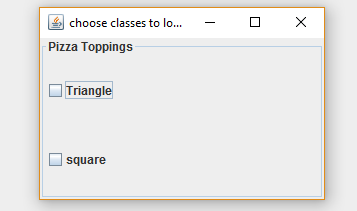 choose classes to lo...
Pizza Toppings
Triangle
square